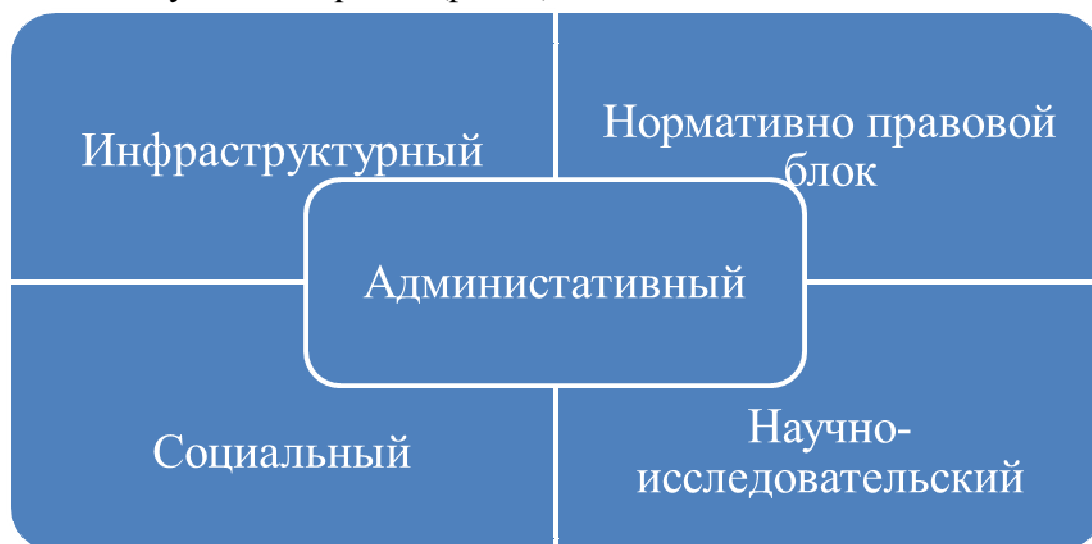 Инфраструктурный
Нормативно правовой
блок
Администативный
Социальный
Научно-
исследовательский